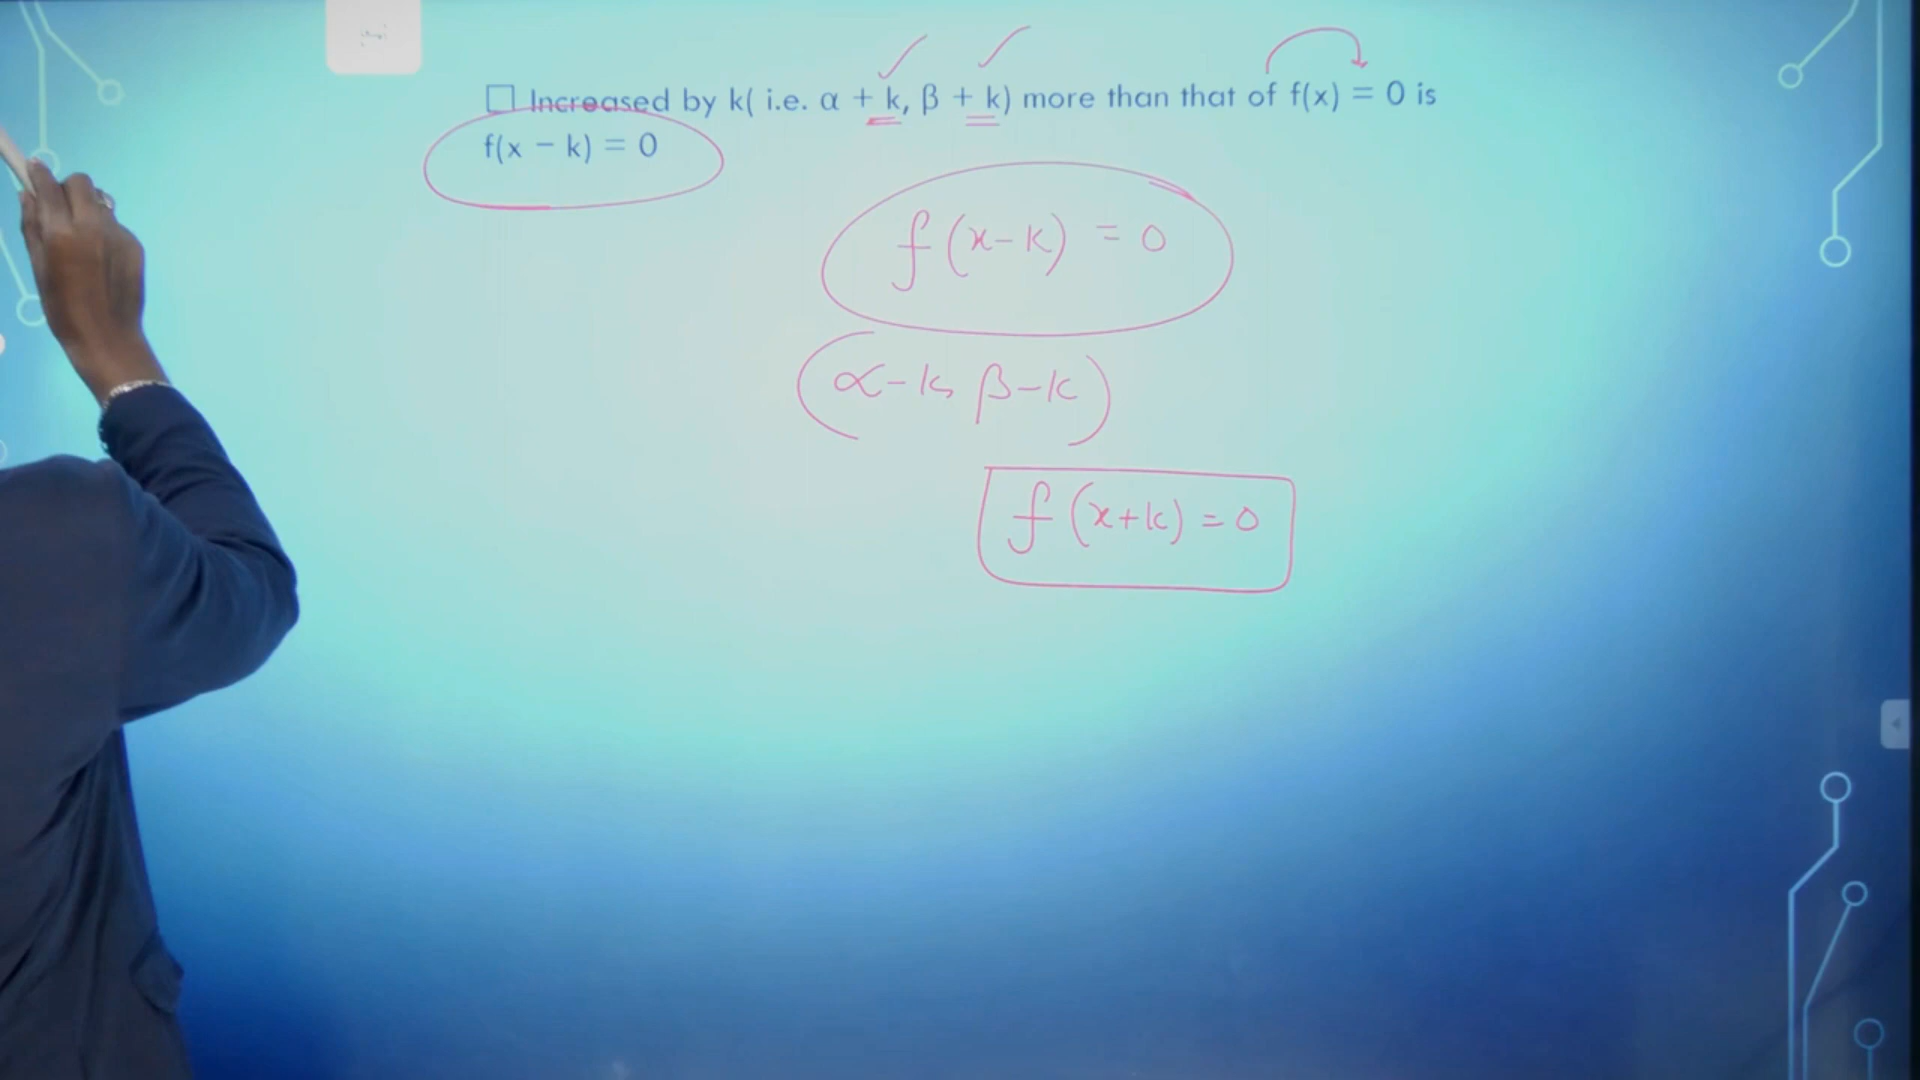 □ Increased by k( i.e. α + k, β + k) more than that of f(x) = 0 is
f(x − k) = 0
f(x-k) = 0
(α-k, β-k)
f(x+k) = 0